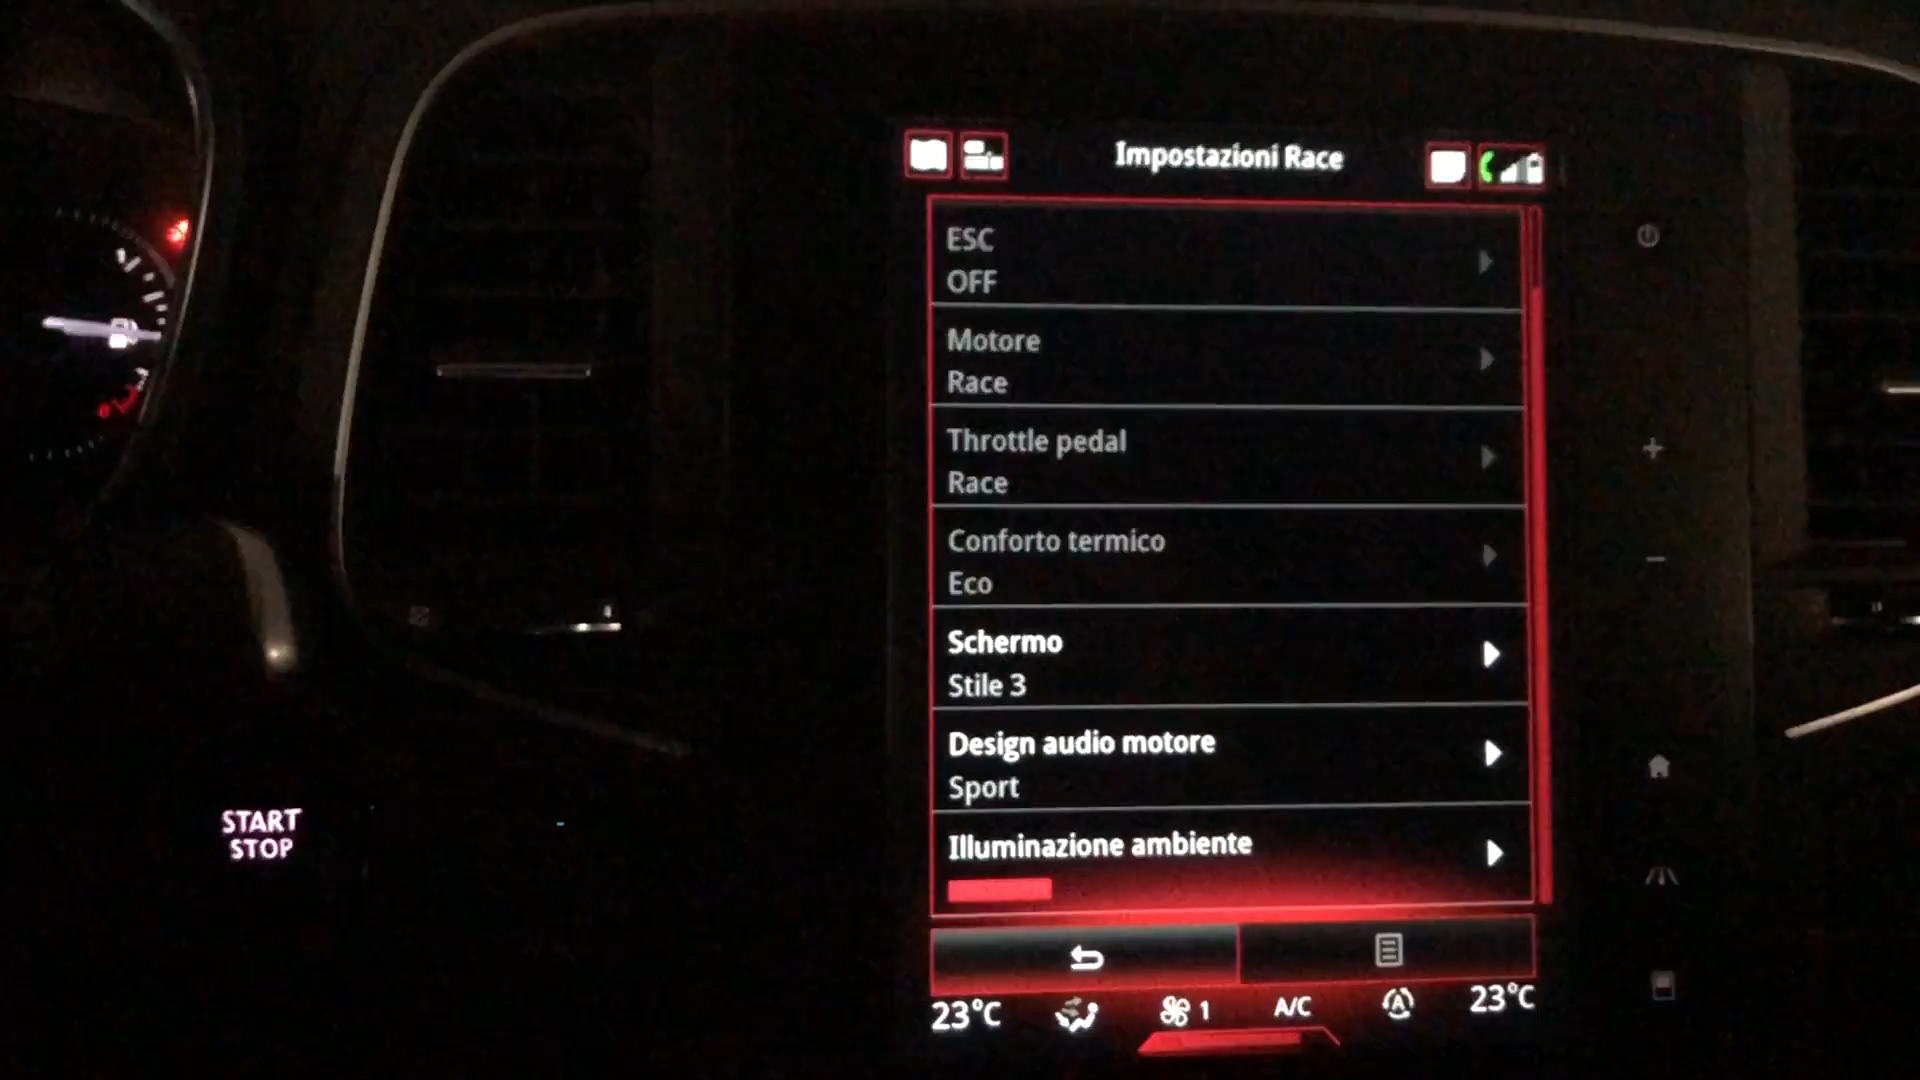 Impostazioni Race
ESC
OFF
Motore
Race
Throttle pedal
Race
Conforto termico
Eco
Schermo
Stile 3
Design audio motore
Sport
Illuminazione ambiente
START
STOP
23°C
1
A/C
A
23°C